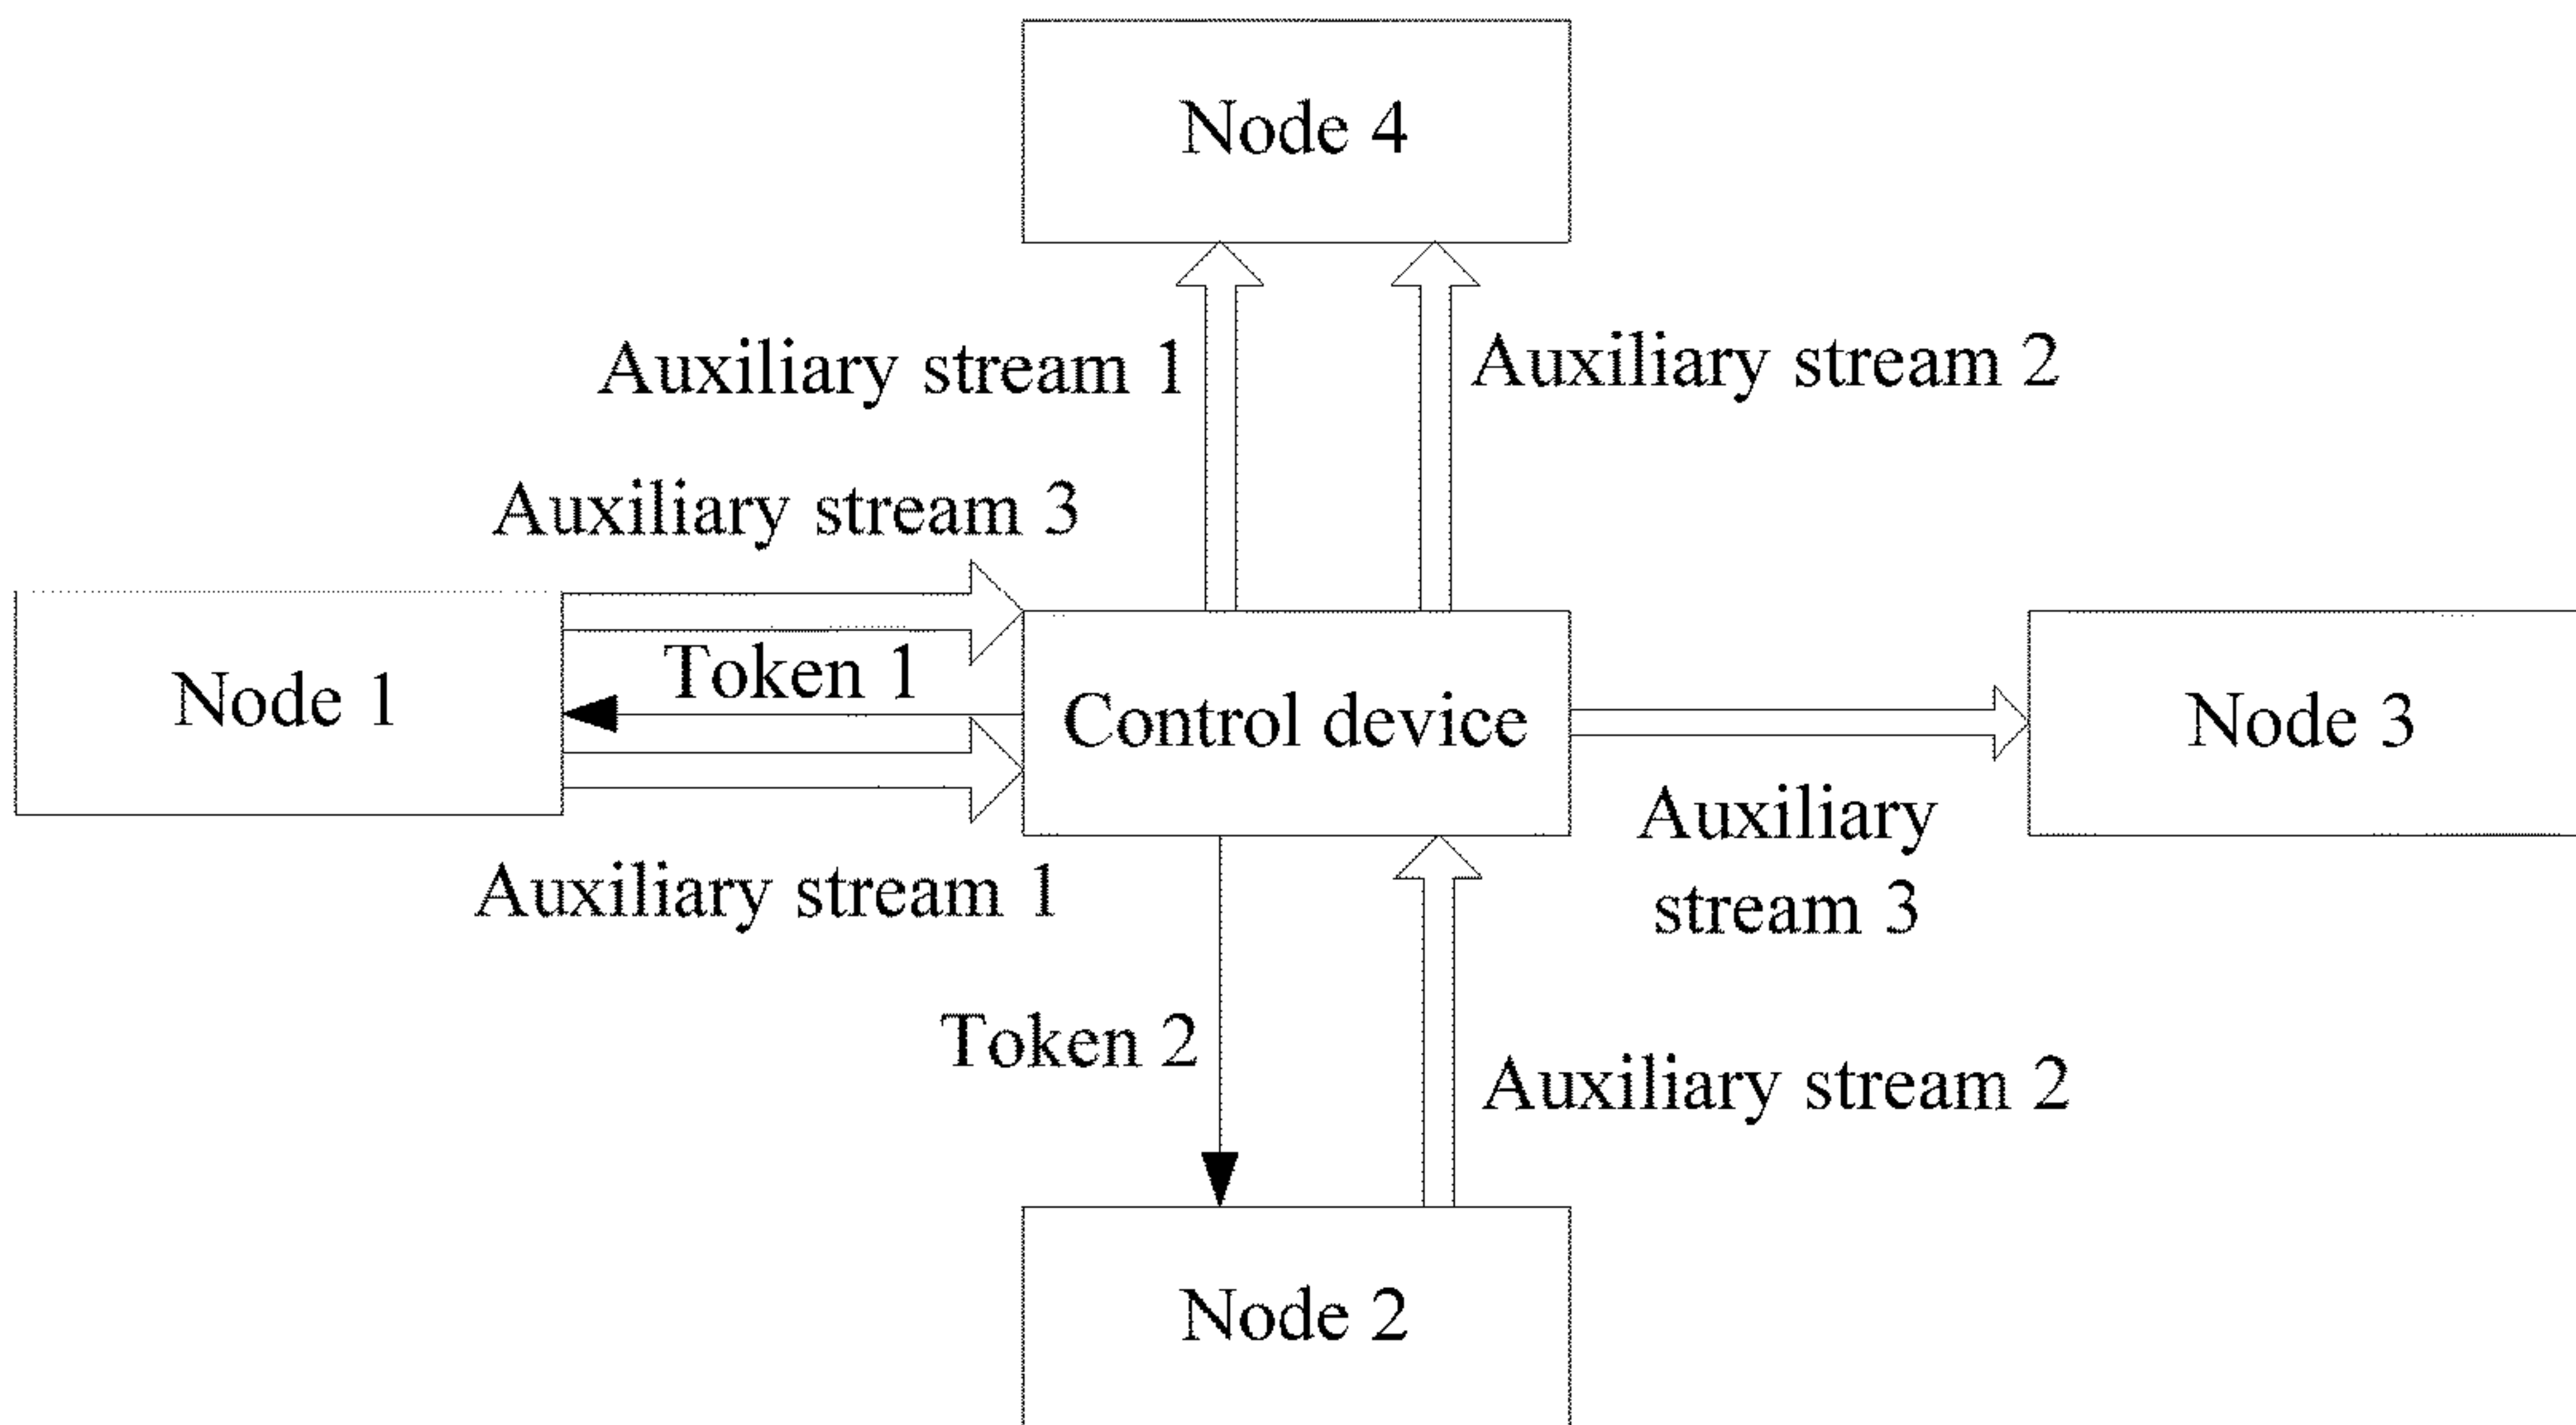 Node 4
Auxiliary stream 1
Auxiliary stream 2
Auxiliary stream 3
Node 1
Token 1
Control device
Node 3
Auxiliary
stream 3
Auxiliary stream 1
Token 2
Auxiliary stream 2
Node 2